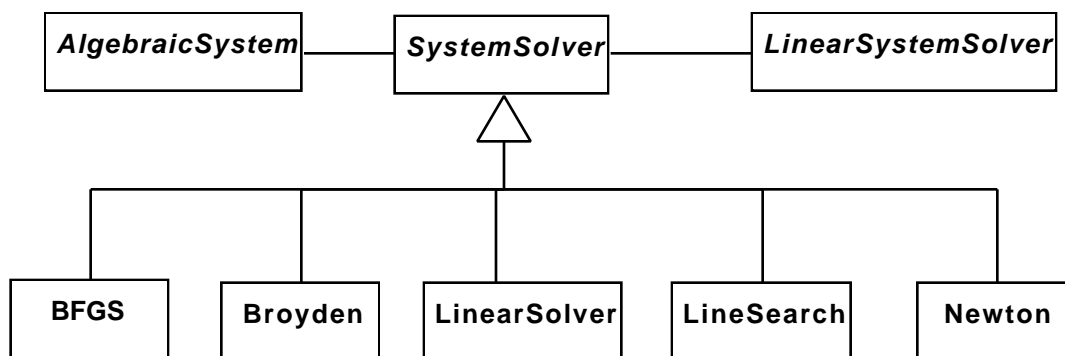 AlgebraicSystem
SystemSolver
LinearSystemSolver
BFGS
Broyden
LinearSolver
LineSearch
Newton